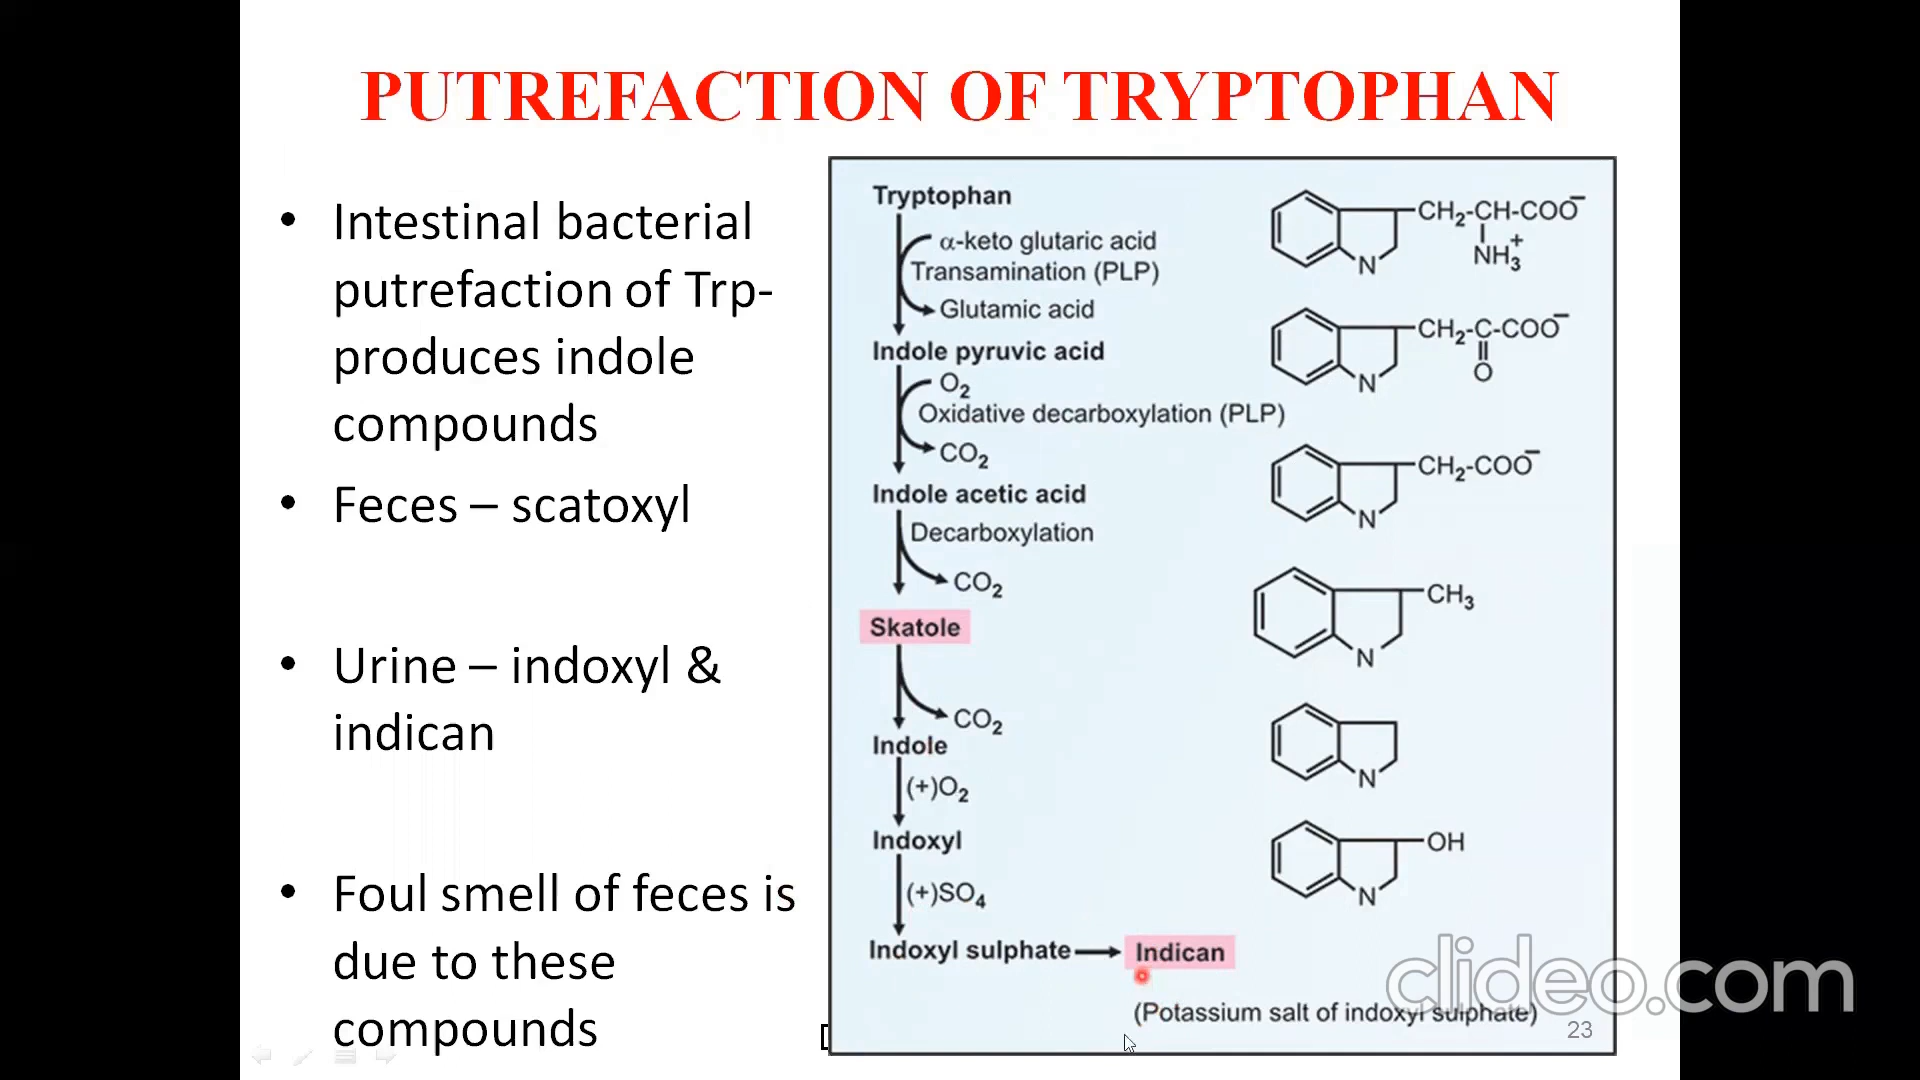 PUTREFACTION OF TRYPTOPHAN
• Intestinal bacterial
putrefaction of Trp-
produces indole
compounds
• Feces – scatoxyl
• Urine – indoxyl &
indican
• Foul smell of feces is
due to these
compounds
Tryptophan
α-keto glutaric acid
Transamination (PLP)
Glutamic acid
Indole pyruvic acid
O₂
Oxidative decarboxylation (PLP)
CO₂
Indole acetic acid
Decarboxylation
CO₂
Skatole
CO₂
Indole
(+)O₂
Indoxyl
(+)SO₄
Indoxyl sulphate
Indican
(Potassium salt of indoxyl sulphate)
CH₂-CH-COO⁻
NH₃⁺
N
CH₂-C-COO⁻
O
N
CH₂-COO⁻
N
CH₃
N
N
OH
N
clideo.com
23